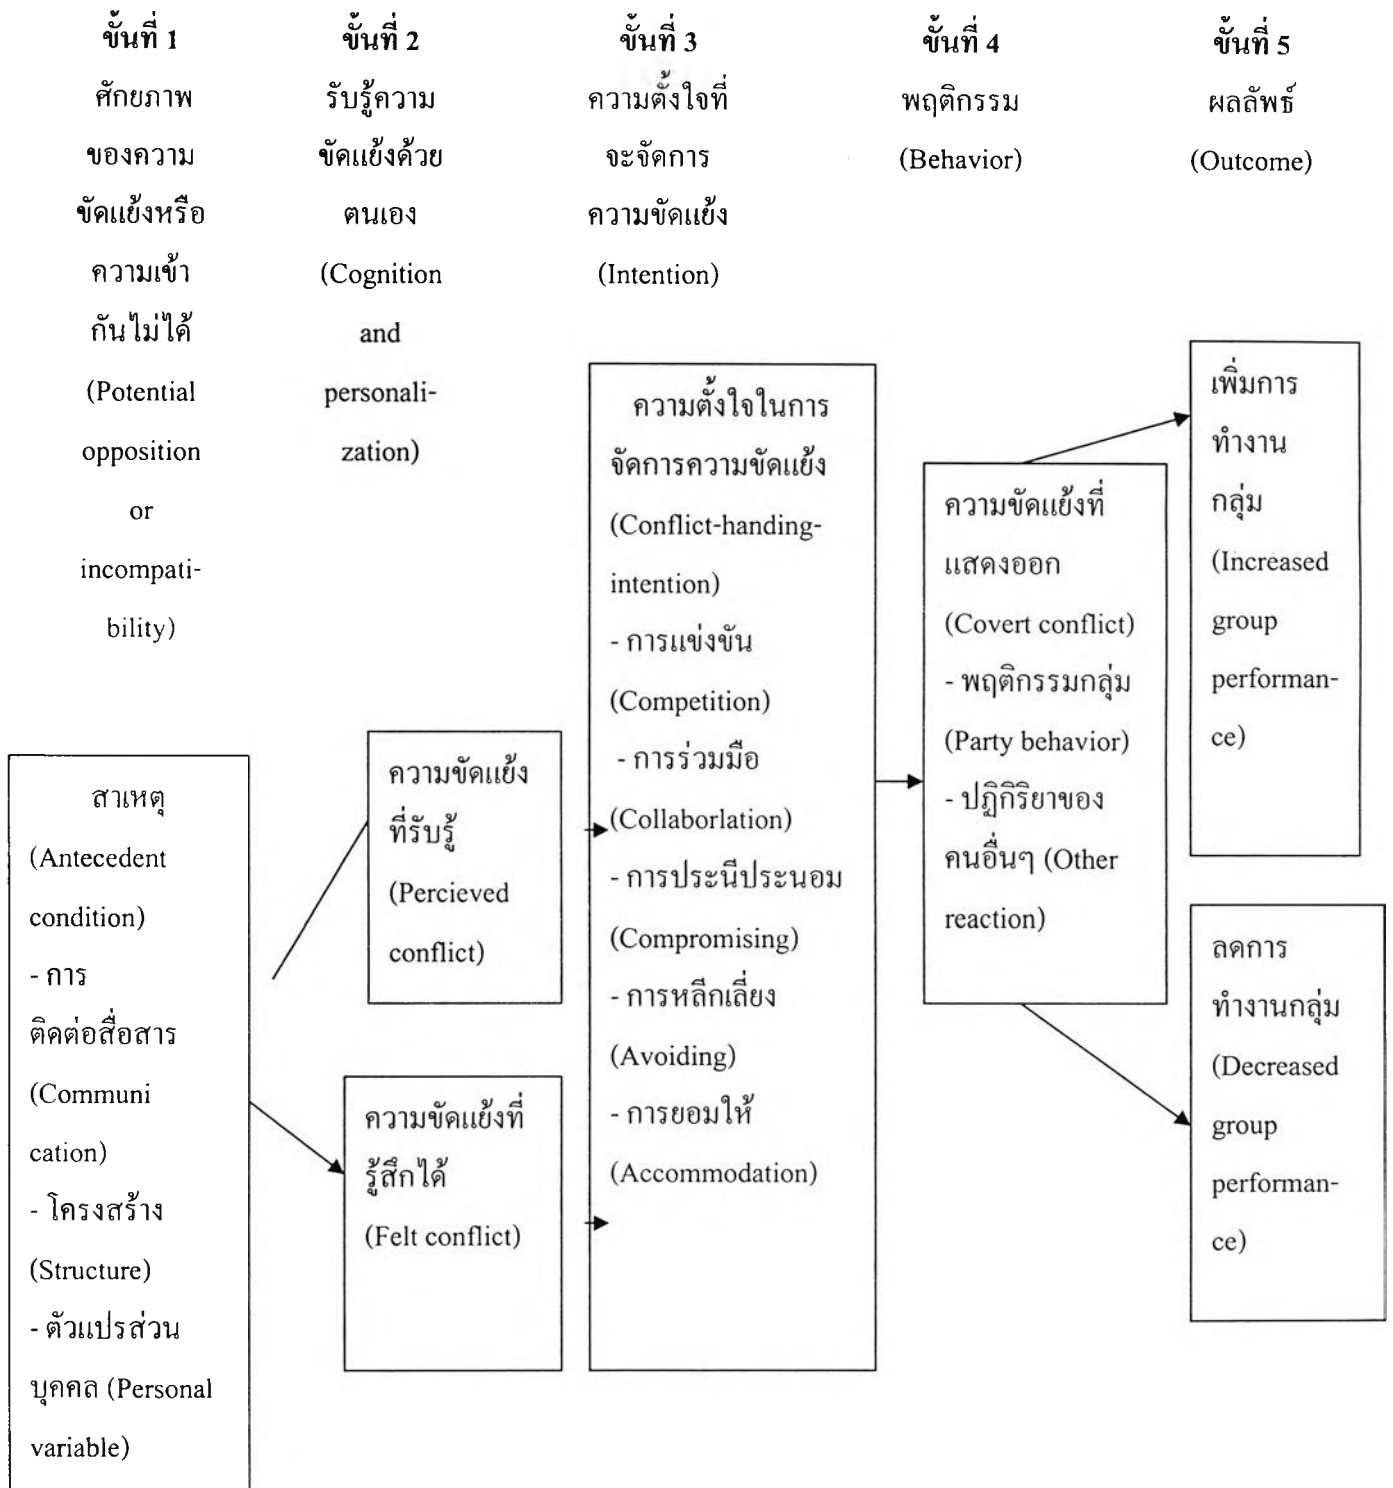 ขั้นที่ 1
ศักยภาพ
ของความ
ขัดแย้งหรือ
ความเข้า
กันไม่ได้
(Potential
opposition
or
incompati-
bility)
ขั้นที่ 2
รับรู้ความ
ขัดแย้งด้วย
ตนเอง
(Cognition
and
personali-
zation)
ขั้นที่ 3
ความตั้งใจที่
จะจัดการ
ความขัดแย้ง
(Intention)
ขั้นที่ 4
พฤติกรรม
(Behavior)
ขั้นที่ 5
ผลลัพธ์
(Outcome)
สาเหตุ
(Antecedent
condition)
- การ
ติดต่อสื่อสาร
(Communi
cation)
- โครงสร้าง
(Structure)
- ตัวแปรส่วน
บุคคล (Personal
variable)
ความขัดแย้ง
ที่รับรู้
(Percieved
conflict)
ความขัดแย้งที่
รู้สึกได้
(Felt conflict)
ความตั้งใจในการ
จัดการความขัดแย้ง
(Conflict-handing-
intention)
- การแข่งขัน
(Competition)
- การร่วมมือ
(Collaborlation)
- การประนีประนอม
(Compromising)
- การหลีกเลี่ยง
(Avoiding)
- การยอมให้
(Accommodation)
ความขัดแย้งที่
แสดงออก
(Covert conflict)
- พฤติกรรมกลุ่ม
(Party behavior)
- ปฏิกิริยาของ
คนอื่นๆ (Other
reaction)
เพิ่มการ
ทำงาน
กลุ่ม
(Increased
group
performan-
ce)
ลดการ
ทำงานกลุ่ม
(Decreased
group
performan-
ce)